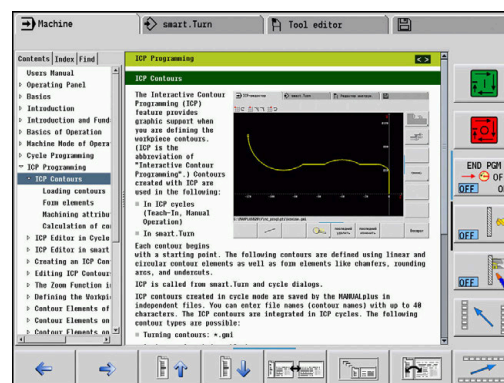 Machine
smart.Turn
Tool editor
Contents Index Find
Users Manual
Operating Panel
Basics
Introduction
Introduction and Fund
Basics of Operation
Machine Mode of Opera
Cycle Programming
ICP Programming
ICP Contours
Loading contours
Form elements
Machining attribu
Calculation of co
ICP Editor in Cycle
ICP Editor in smart
Creating an ICP Con
Editing ICP Contour
The Zoom Function i
Defining the Workpi
Contour Elements of
Contour Elements on
Contour Elements on
ICP Programming
ICP Contours
The Interactive Contour
Programming (ICP)
feature provides
graphic support when
you are defining the
workpiece contours.
(ICP is the
abbreviation of
"Interactive Contour
Programming".) Contours
created with ICP are
used in the following:
In ICP cycles
(Teach-In, Manual
Operation)
In smart.Turn
Each contour begins
with a starting point. The following contours are defined using linear and
circular contour elements as well as form elements like chamfers, rounding
arcs, and undercuts.
ICP is called from smart.Turn and cycle dialogs.
ICP contours created in cycle mode are saved by the MANUALplus in
independent files. You can enter file names (contour names) with up to 40
characters. The ICP contours are integrated in ICP cycles. The following
contour types are possible:
Turning contours: *.gmi
END PGM
OFF
OFF
OFF